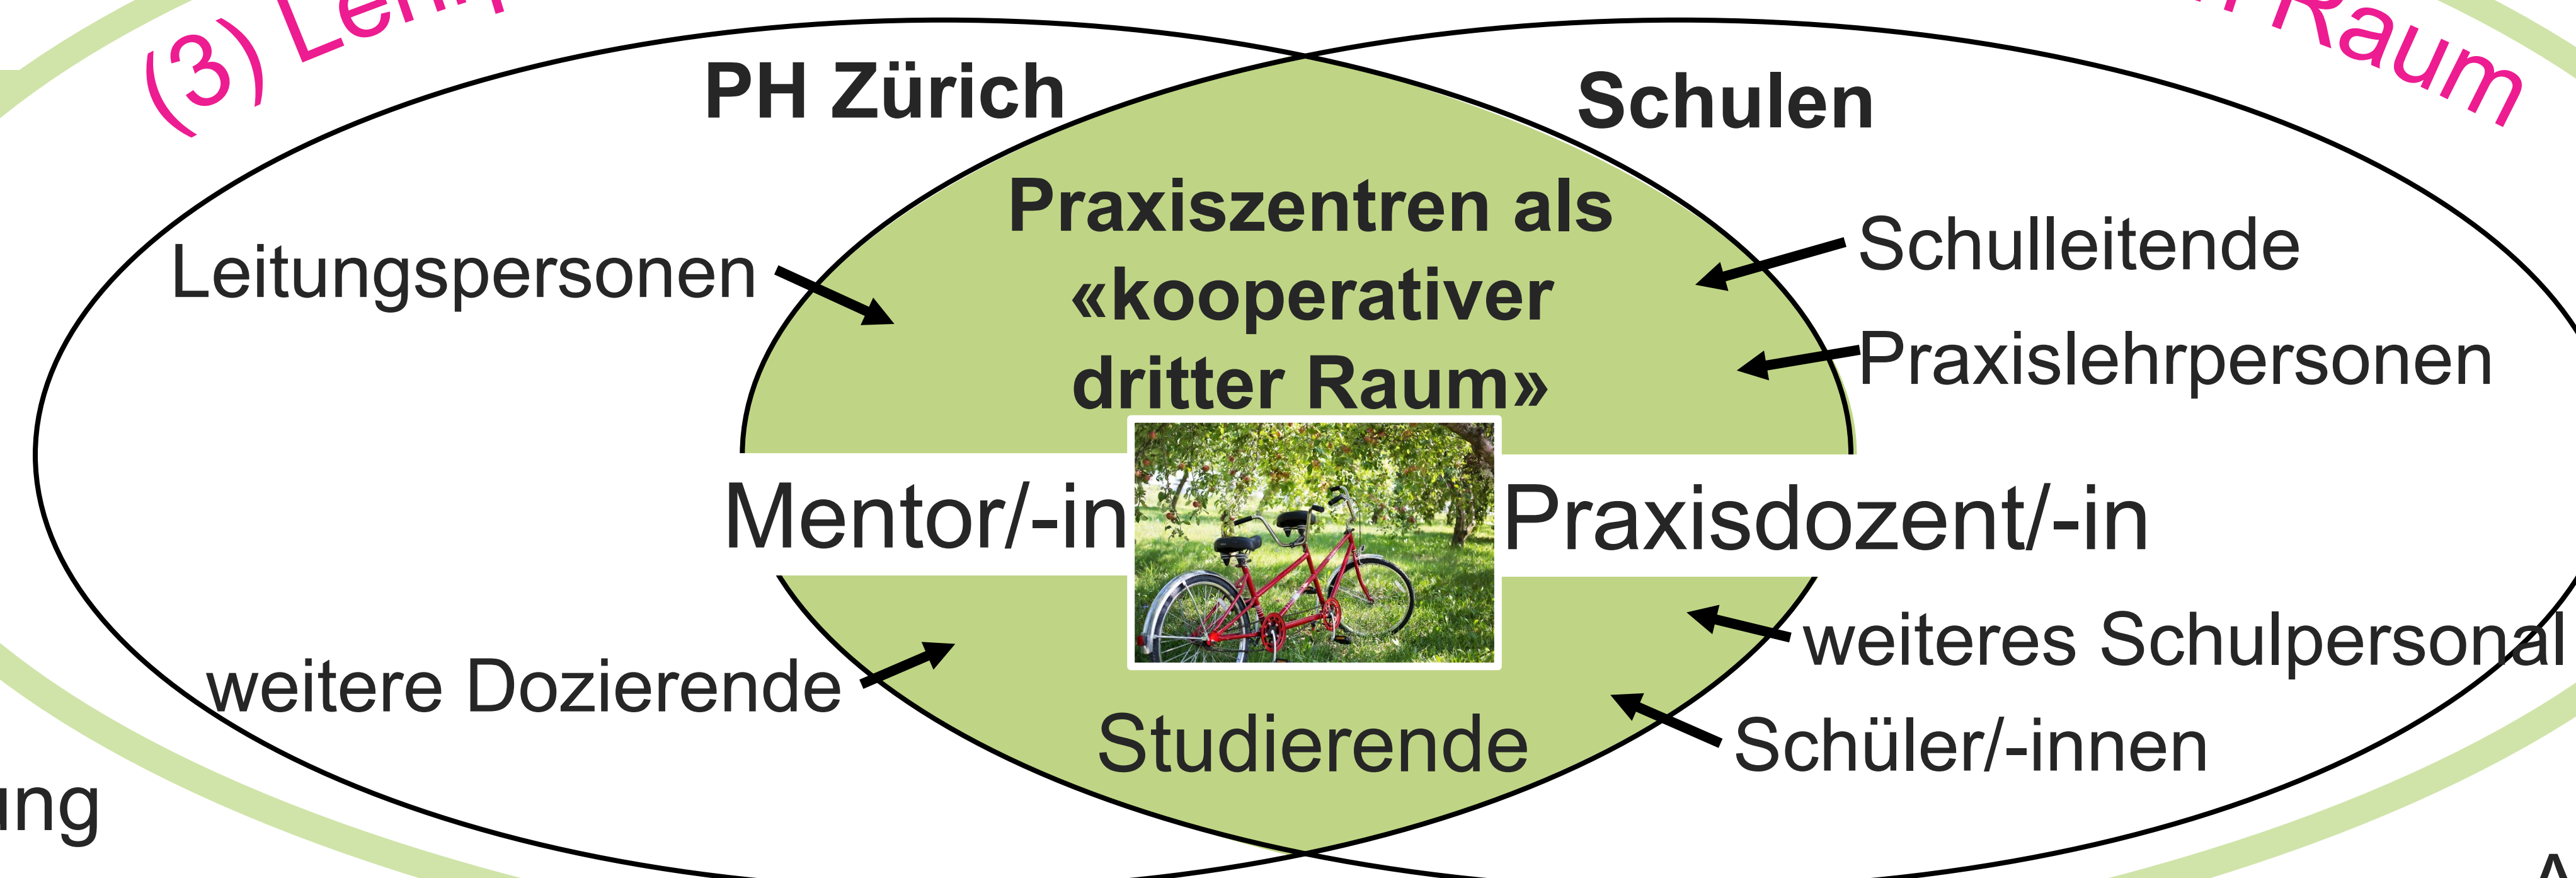 (3)
Raum
PH Zürich
Schulen
Praxiszentren als
«kooperativer
dritter Raum»
Leitungspersonen
Schulleitende
Praxislehrpersonen
Mentor/-in
Praxisdozent/-in
weitere Dozierende
weiteres Schulpersonal
Studierende
Schüler/-innen
ung